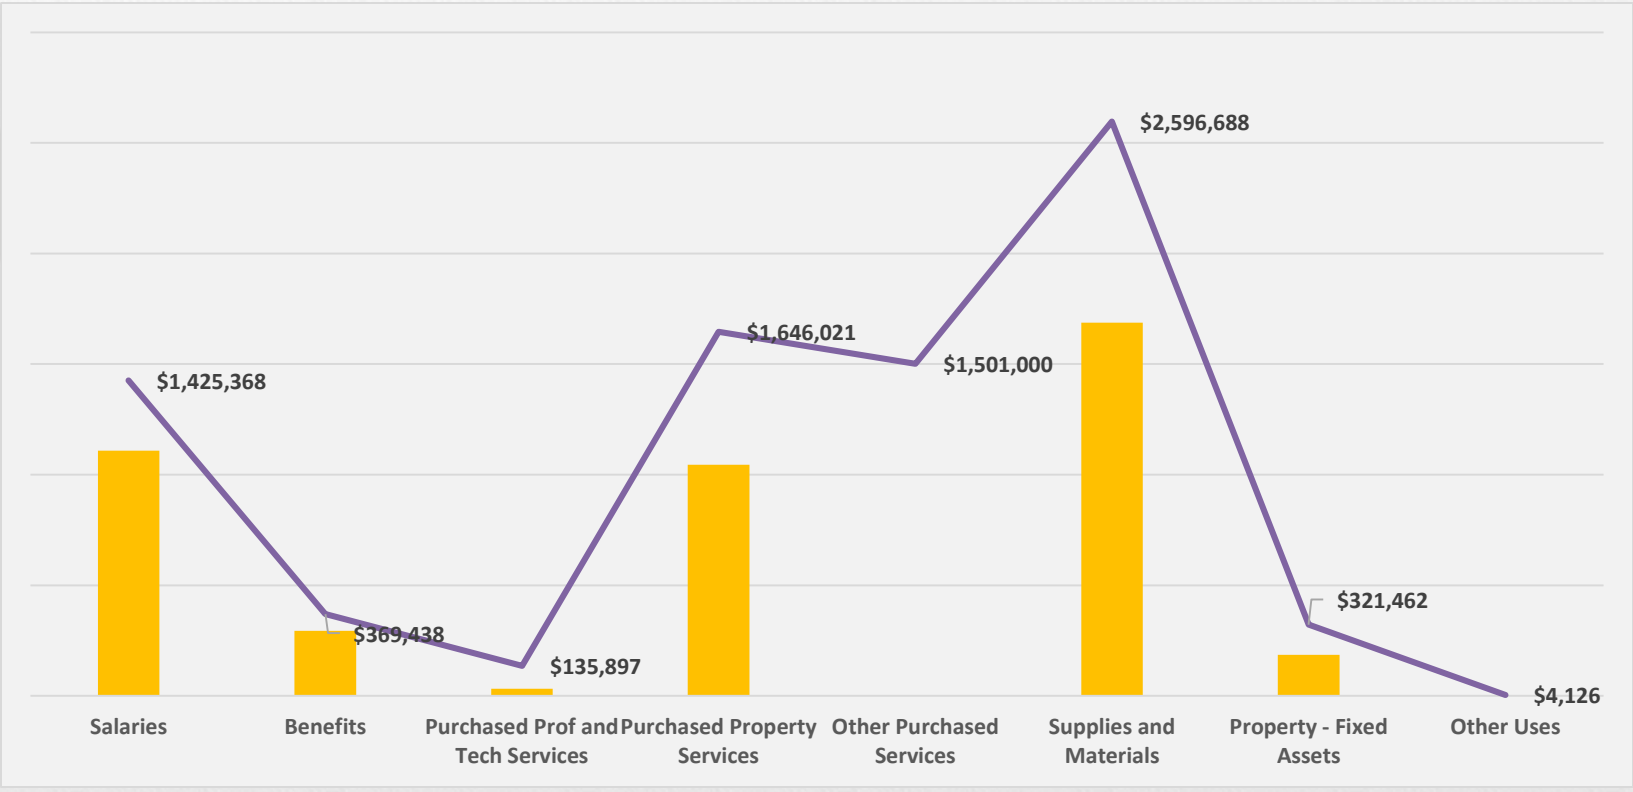 $2,596,688
$1,646,021
$1,501,000
$1,425,368
$321,462
$369,438
$135,897
$4,126
Salaries
Benefits
Purchased Prof and
Tech Services
Purchased Property
Services
Other Purchased
Services
Supplies and
Materials
Property - Fixed
Assets
Other Uses